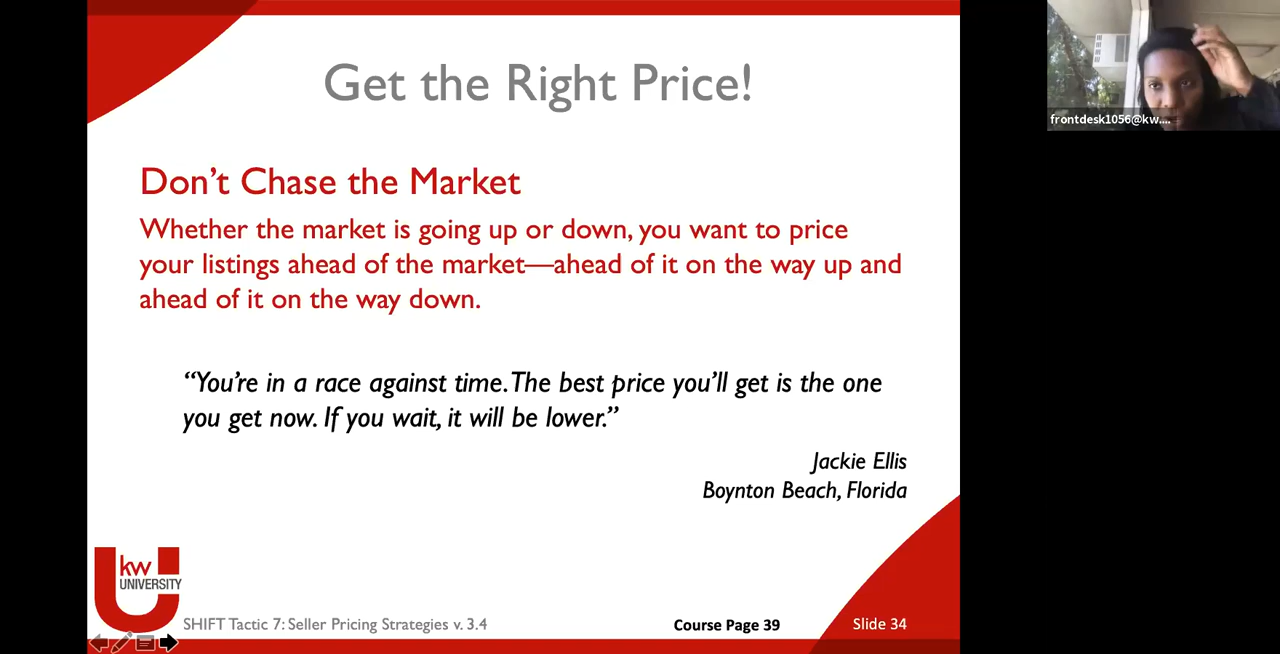 Get the Right Price!
frontdesk1056@kw....
Don't Chase the Market
Whether the market is going up or down, you want to price
your listings ahead of the market—ahead of it on the way up and
ahead of it on the way down.
“You’re in a race against time. The best price you’ll get is the one
you get now. If you wait, it will be lower.”
Jackie Ellis
Boynton Beach, Florida
kw
UNIVERSITY
SHIFT Tactic 7: Seller Pricing Strategies v. 3.4
Course Page 39
Slide 34